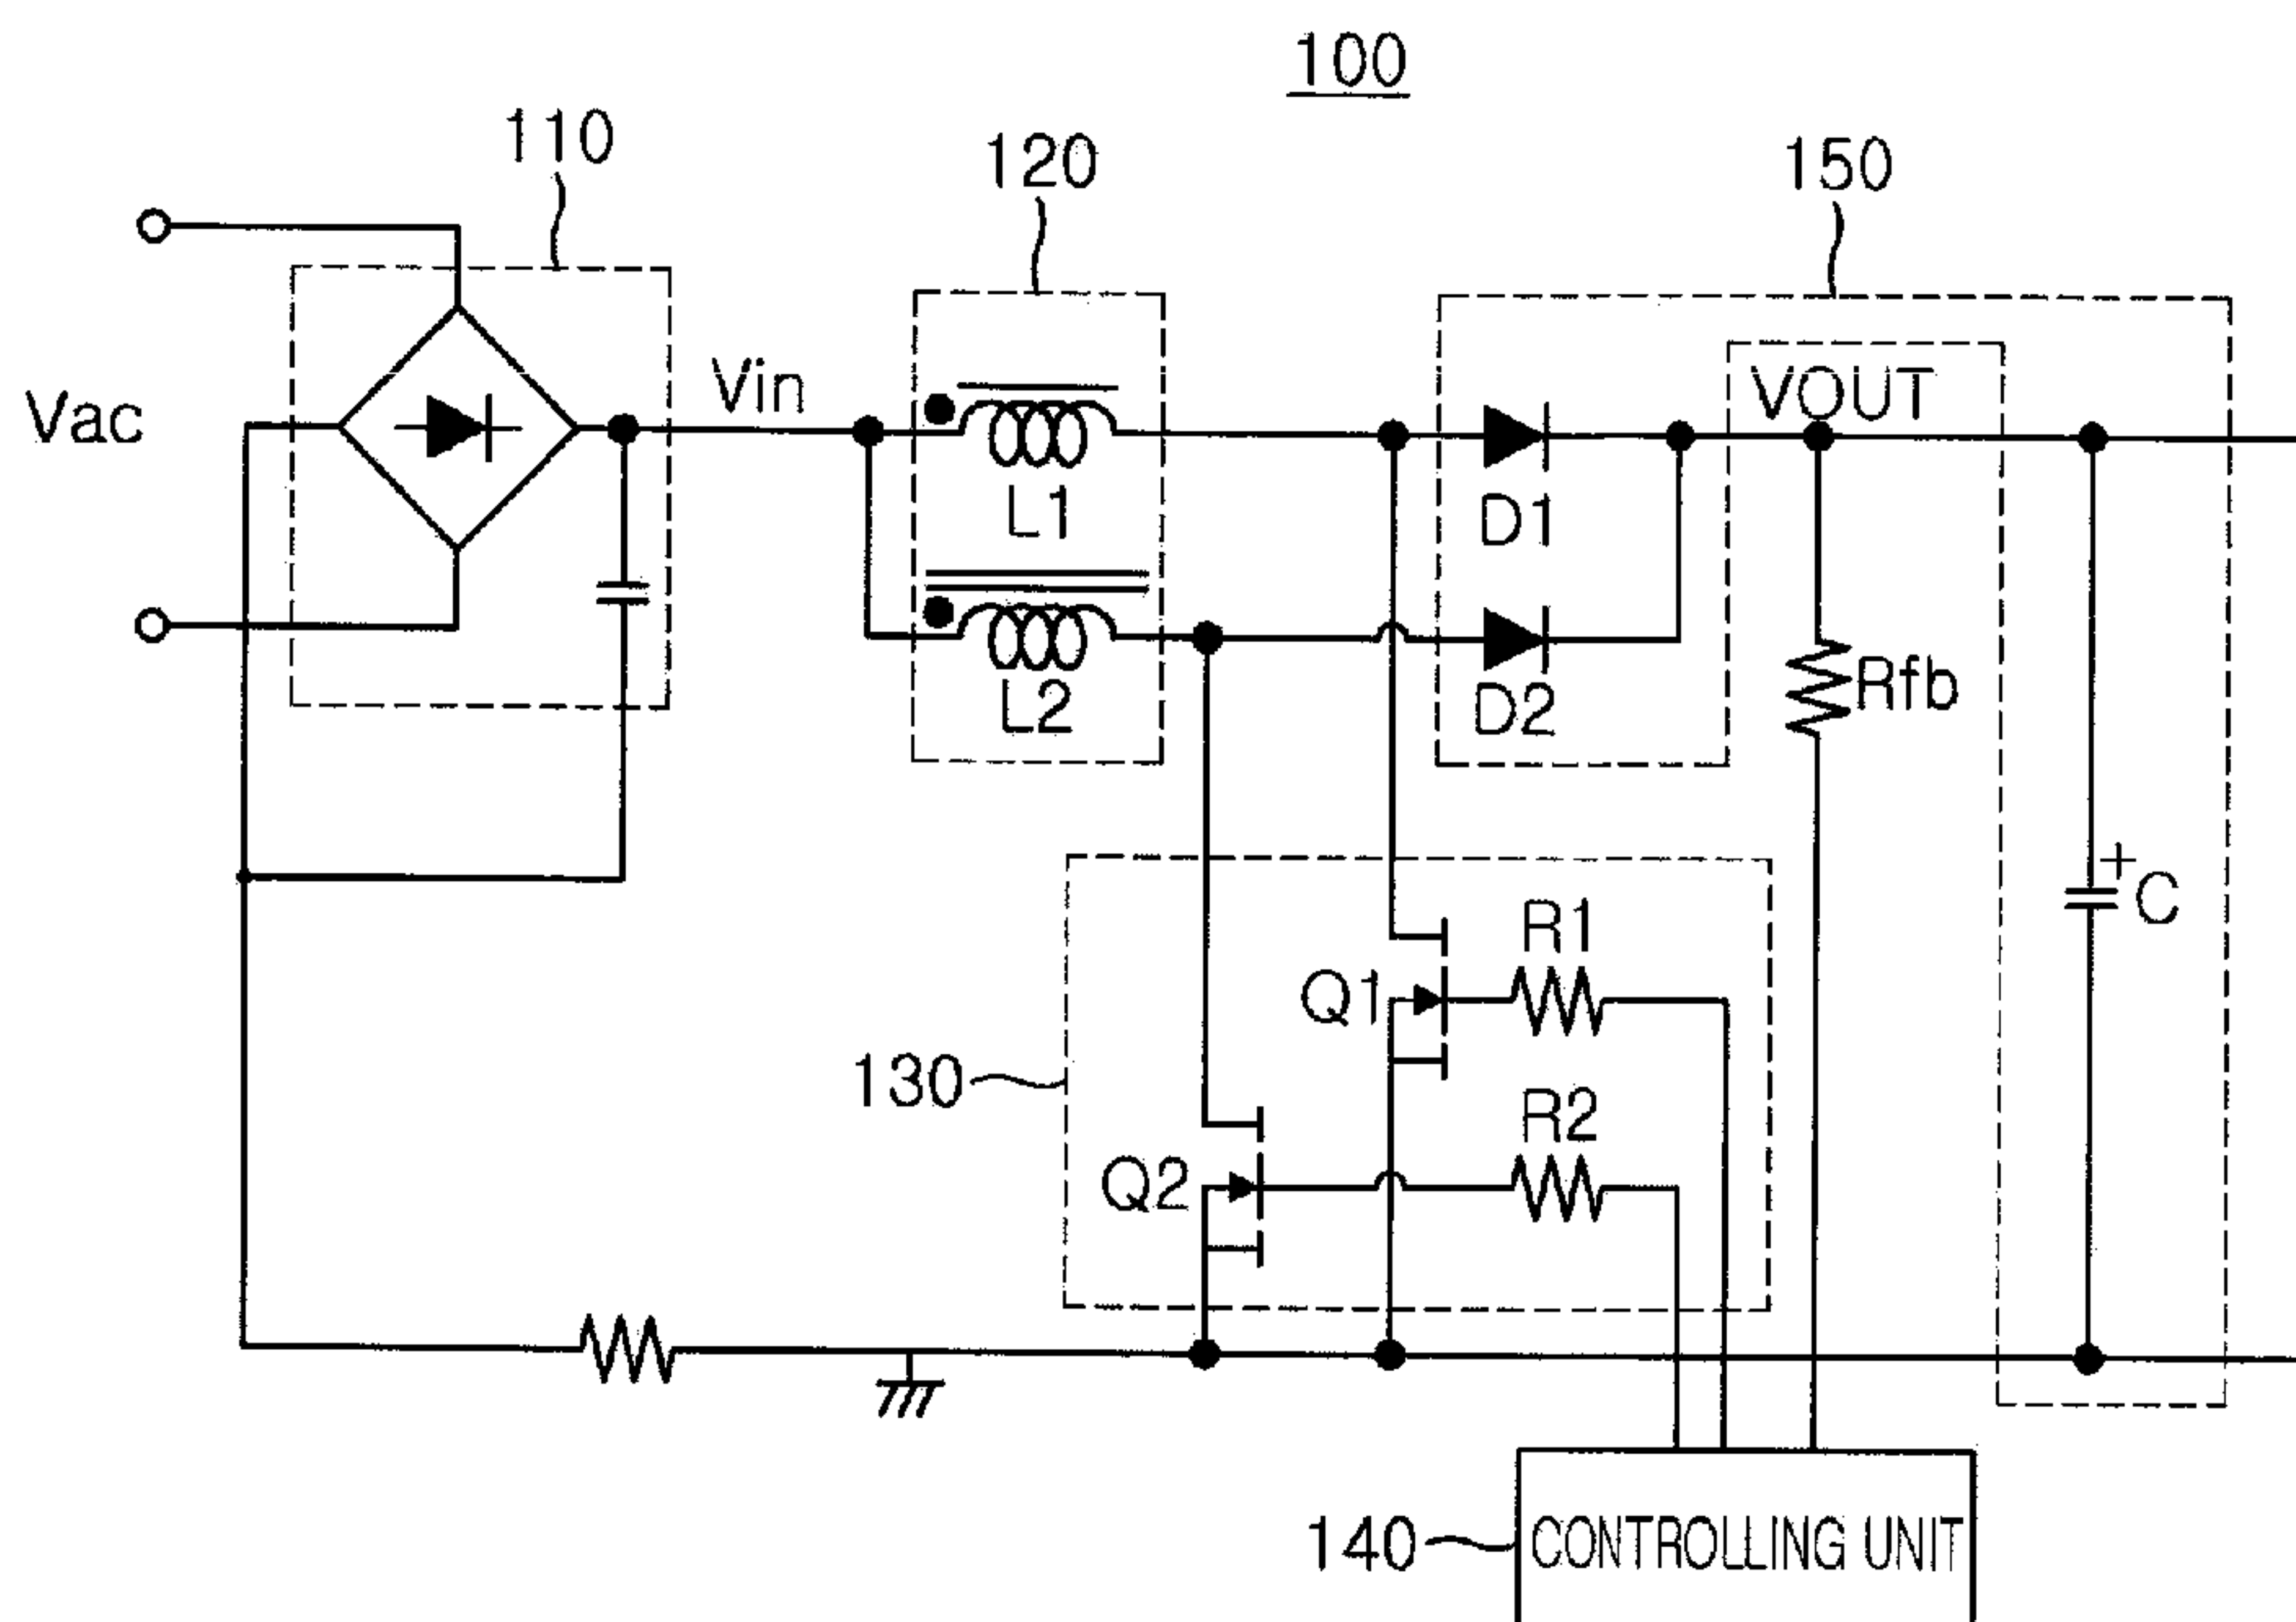 100
110
120
150
Vac
Vin
VOUT
L1
D1
L2
D2
Rfb
+
C
R1
Q1
130
R2
Q2
140
CONTROLLING UNIT